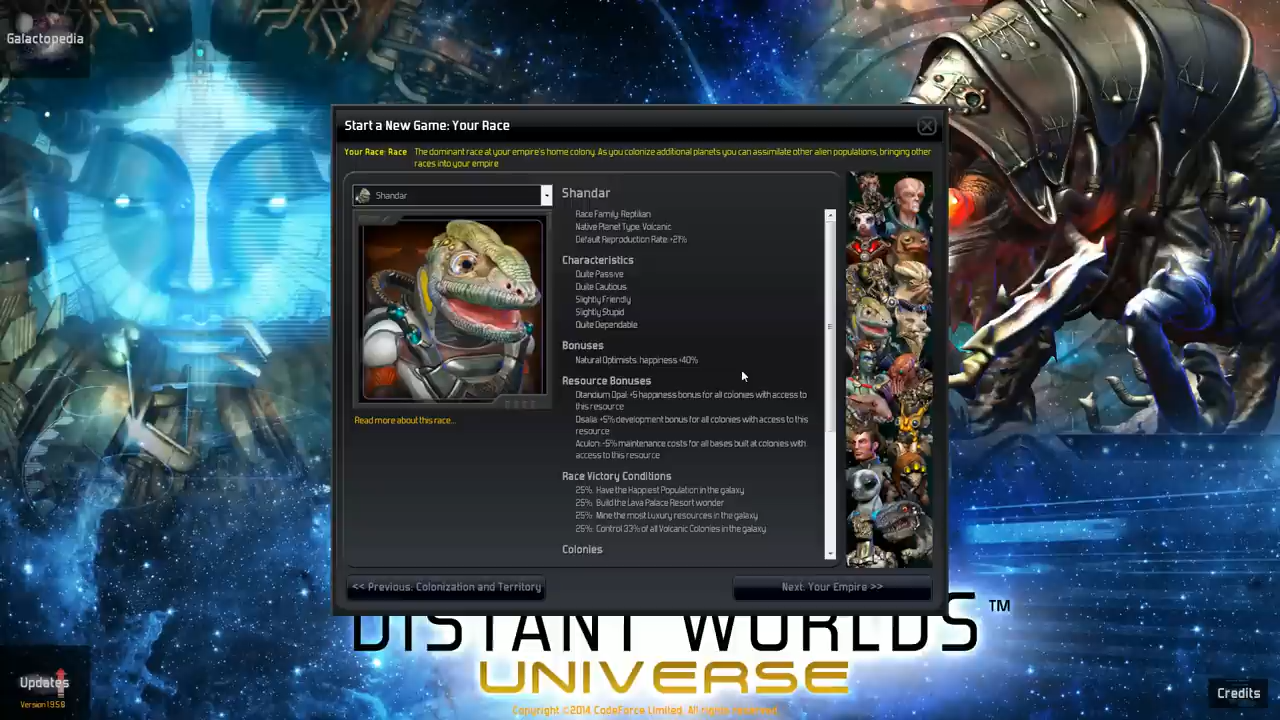 Galactopedia
Start a New Game: Your Race
Your Race: Race The dominant race at your empire's home colony. As you colonize additional planets you can assimilate other alien populations, bringing other
races into your empire
Shandar
Read more about this race...
Shandar
Race Family: Reptilian
Native Planet Type: Volcanic
Default Reproduction Rate: +21%
Characteristics
Quite Passive
Quite Cautious
Slightly Friendly
Slightly Stupid
Quite Dependable
Bonuses
Natural Optimists: happiness +40%
Resource Bonuses
Otandium Opal: +5 happiness bonus for all colonies with access to
this resource
Osalia: +5% development bonus for all colonies with access to this
resource
Aculon: -5% maintenance costs for all bases built at colonies with
access to this resource
Race Victory Conditions
25%: Have the Happiest Population in the galaxy
25%: Build the Lava Palace Resort wonder
25%: Mine the most Luxury resources in the galaxy
25%: Control 33% of all Volcanic Colonies in the galaxy
Colonies
<< Previous: Colonization and Territory
Next: Your Empire >>
DISTANT WORLDS™
UNIVERSE
Updates
Version 1.9.5.8
Credits
Copyright ©2014 CodeForce Limited. All rights reserved.